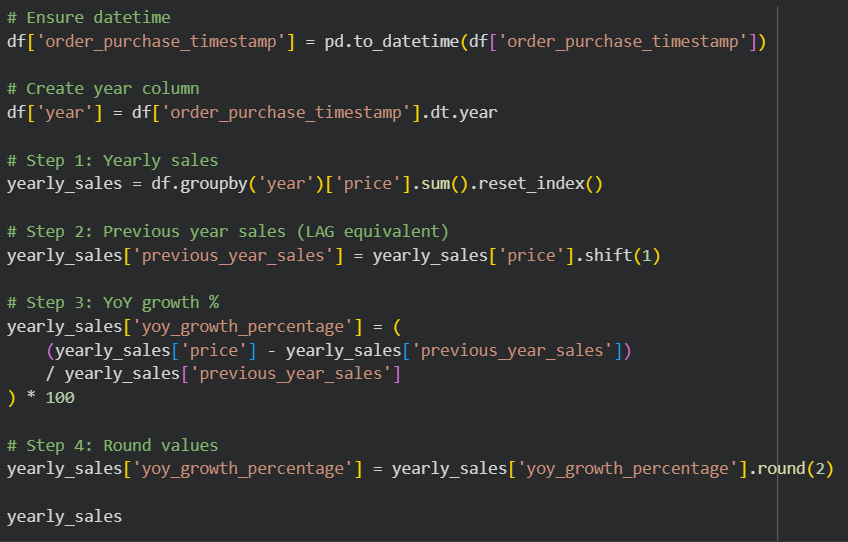 # Ensure datetime
df['order_purchase_timestamp'] = pd.to_datetime(df['order_purchase_timestamp'])
# Create year column
df['year'] = df['order_purchase_timestamp'].dt.year
# Step 1: Yearly sales
yearly_sales = df.groupby('year')['price'].sum().reset_index()
# Step 2: Previous year sales (LAG equivalent)
yearly_sales['previous_year_sales'] = yearly_sales['price'].shift(1)
# Step 3: YoY growth %
yearly_sales['yoy_growth_percentage'] = (
    (yearly_sales['price'] - yearly_sales['previous_year_sales'])
    / yearly_sales['previous_year_sales']
) * 100
# Step 4: Round values
yearly_sales['yoy_growth_percentage'] = yearly_sales['yoy_growth_percentage'].round(2)
yearly_sales